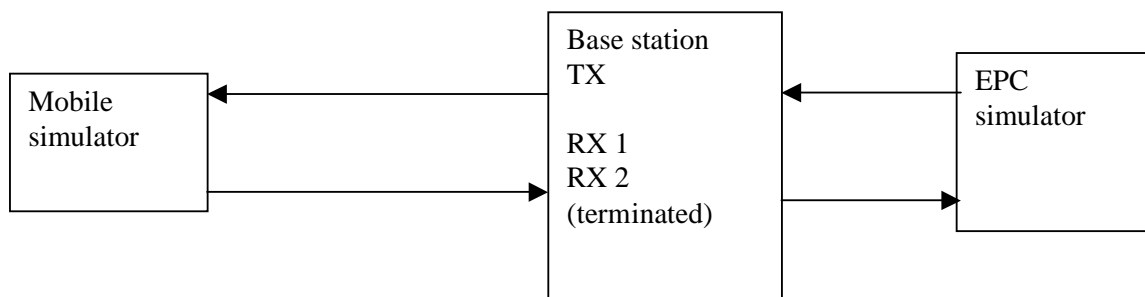 Mobile
simulator
Base station
TX
RX 1
RX 2
(terminated)
EPC
simulator